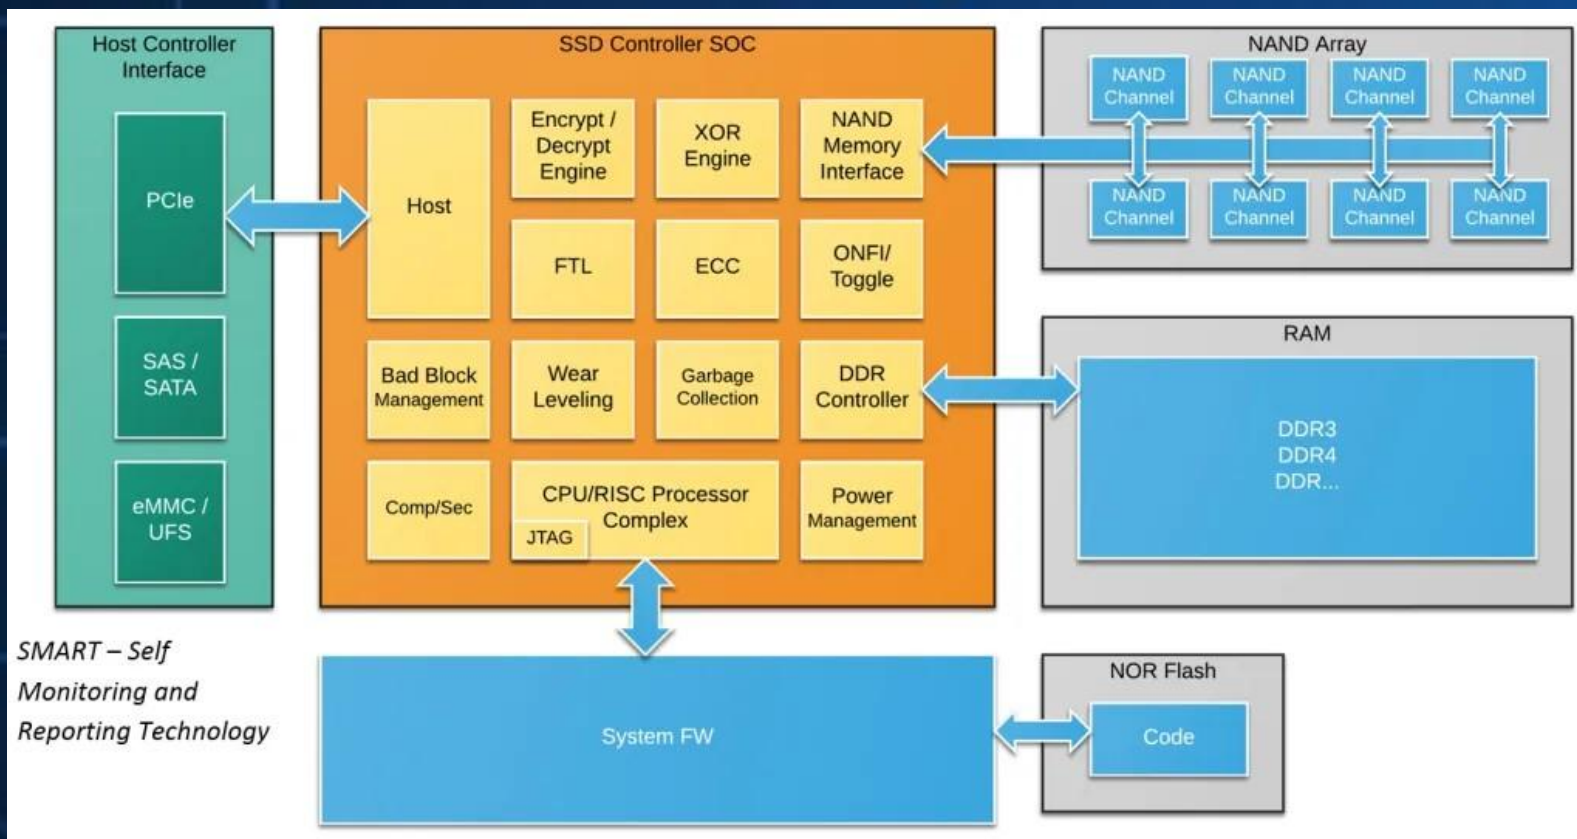 Host Controller
Interface
PCIe
SAS /
SATA
eMMC /
UFS
SSD Controller SOC
Host
Encrypt /
Decrypt
Engine
XOR
Engine
NAND
Memory
Interface
FTL
ECC
ONFI/
Toggle
Bad Block
Management
Wear
Leveling
Garbage
Collection
DDR
Controller
Comp/Sec
CPU/RISC Processor
Complex
JTAG
Power
Management
NAND Array
NAND
Channel
NAND
Channel
NAND
Channel
NAND
Channel
NAND
Channel
NAND
Channel
NAND
Channel
NAND
Channel
RAM
DDR3
DDR4
DDR...
SMART – Self
Monitoring and
Reporting Technology
System FW
NOR Flash
Code